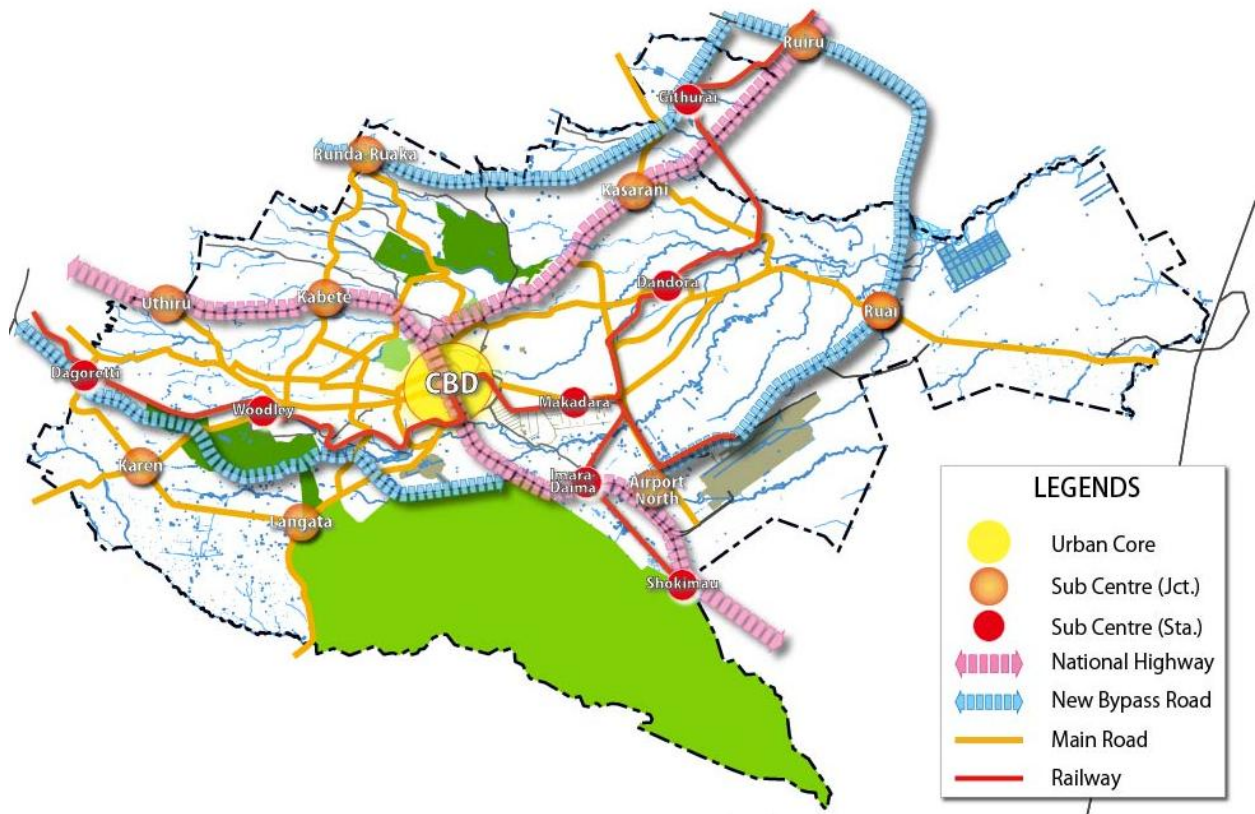 Ruiru
Githurai
Runda-Ruaka
Kasarani
Dandora
Uthiru
Kabete
Ruai
Dagoretti
CBD
Woodley
Makadara
Karen
Imara
Daima
Airport
North
Langata
Shokimau
LEGENDS
Urban Core
Sub Centre (Jct.)
Sub Centre (Sta.)
National Highway
New Bypass Road
Main Road
Railway